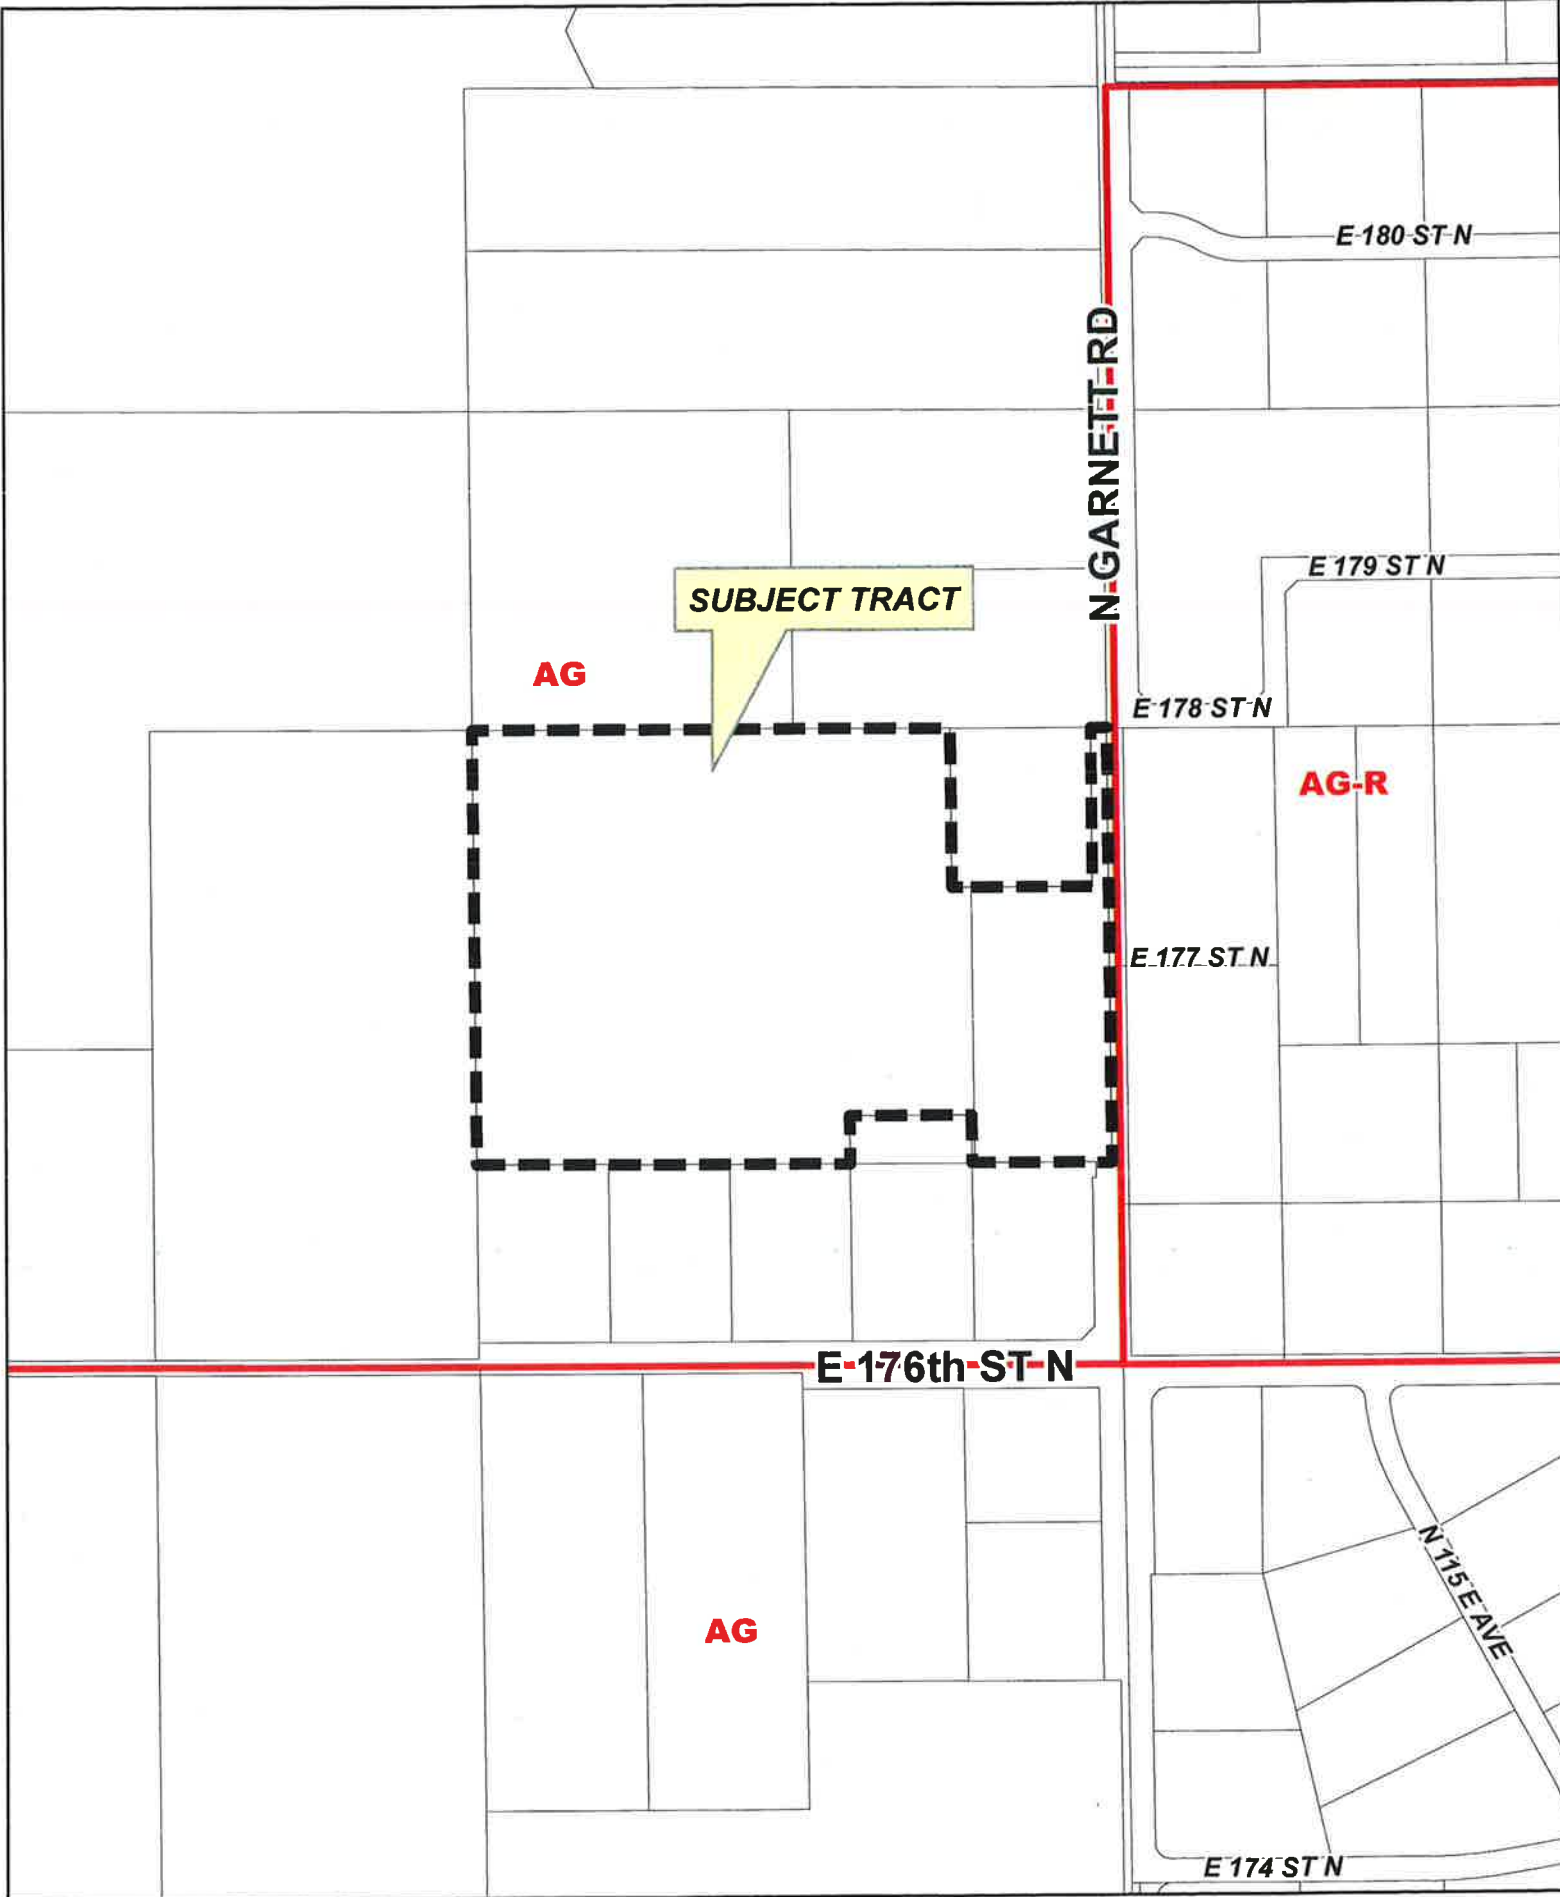 E 180 ST N
N GARNETT RD
E 179 ST N
SUBJECT TRACT
AG
E 178 ST N
AG-R
E 177 ST N
E 176th ST N
N 115 E AVE
AG
E 174 ST N